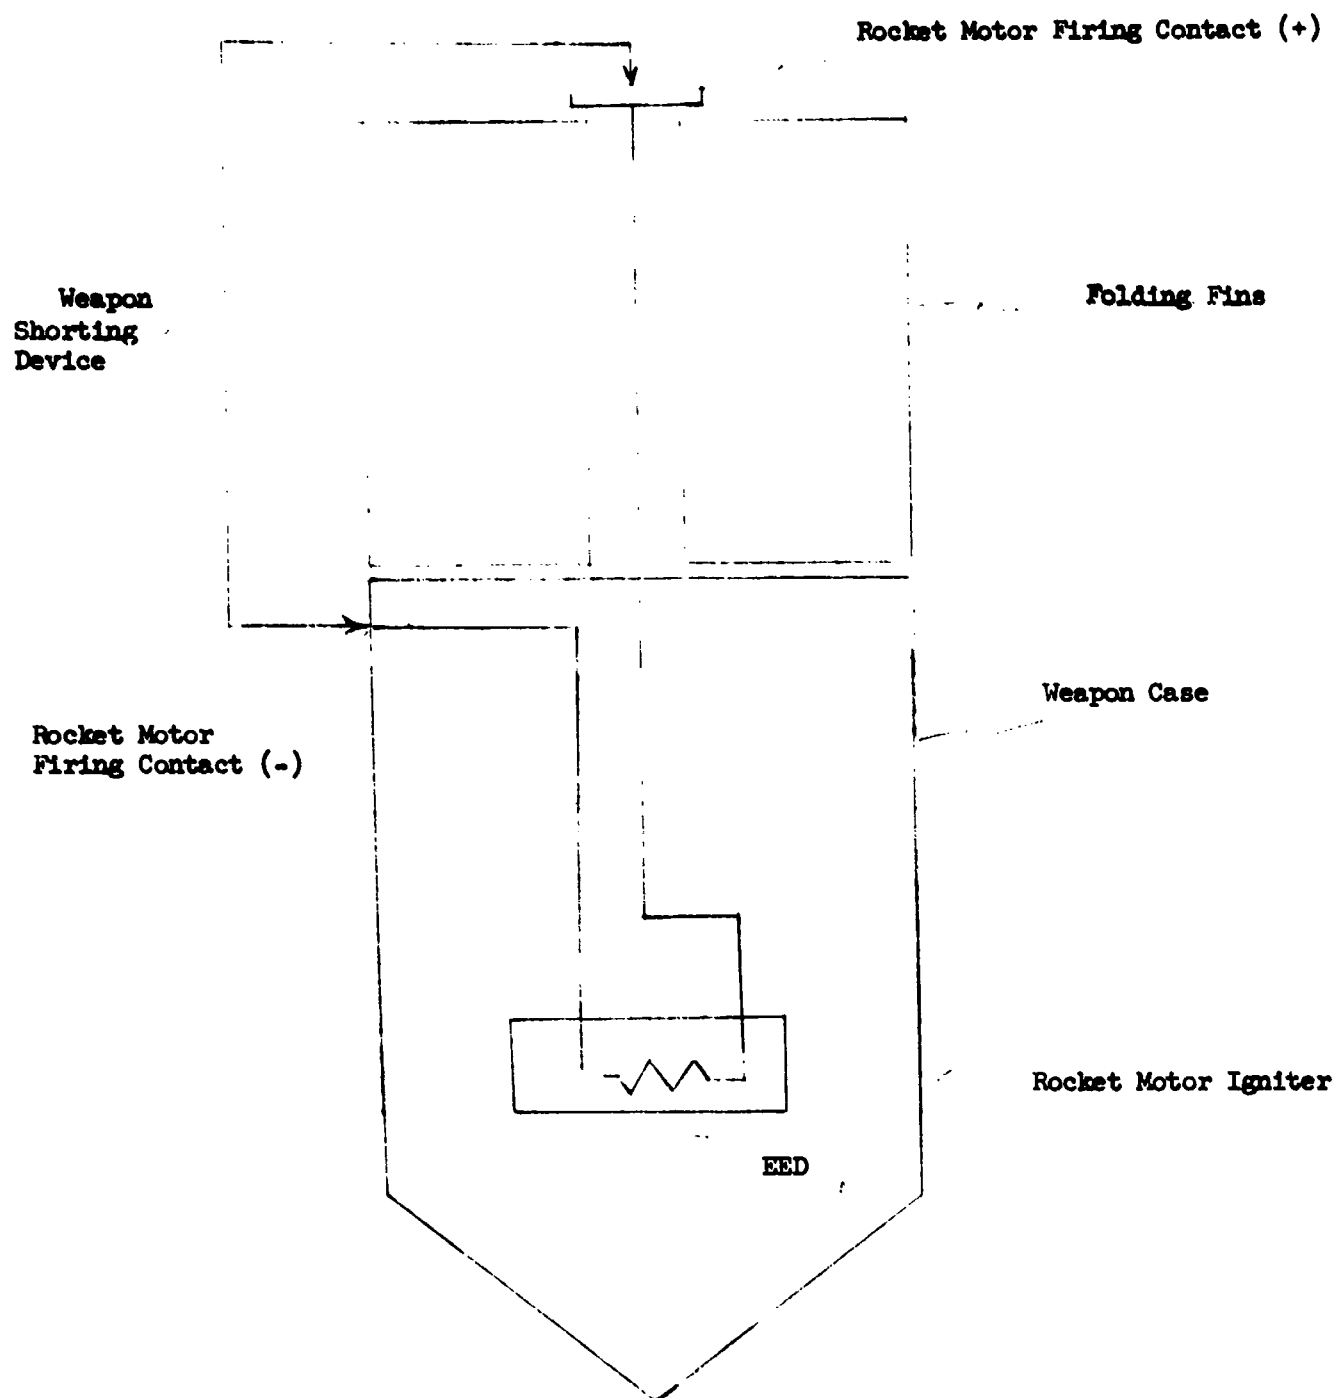 Rocket Motor Firing Contact (+)
Weapon
Shorting
Device
Folding Fins
Weapon Case
Rocket Motor
Firing Contact (-)
Rocket Motor Igniter
EED